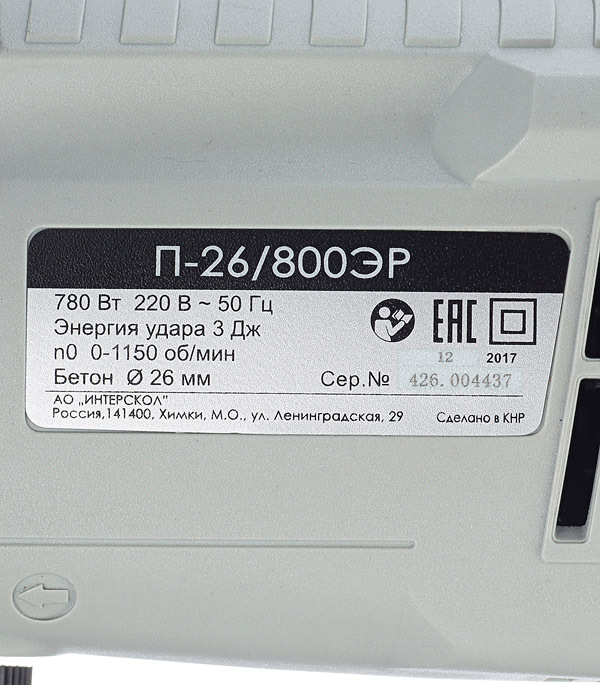 П-26/800ЭР
780 Вт 220 В ~ 50 Гц
Энергия удара 3 Дж
n0 0-1150 об/мин
Бетон Ø 26 мм
EAC
12 2017
Сер.№ 426.004437
АО „ИНТЕРСКОЛ"
Россия,141400, Химки, М.О., ул. Ленинградская, 29
Сделано в КНР